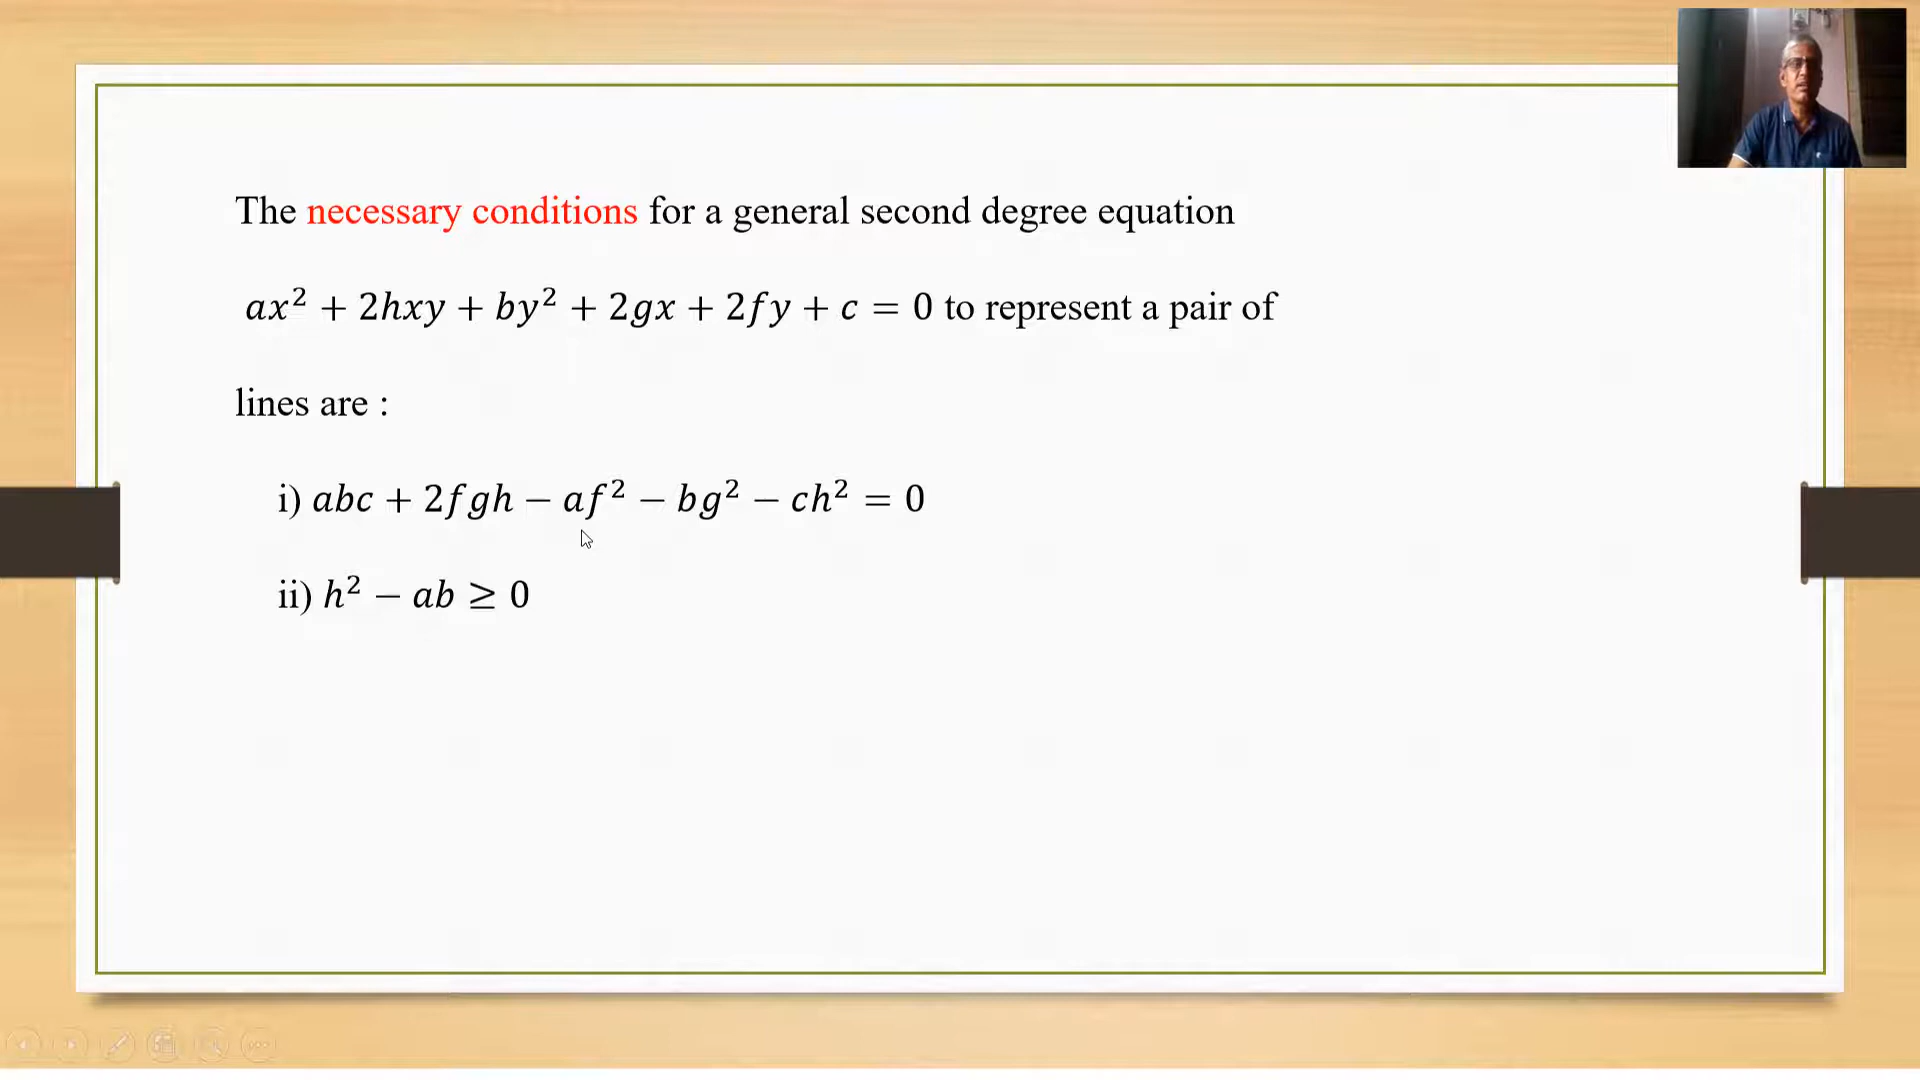 The necessary conditions for a general second degree equation
ax² + 2hxy + by² + 2gx + 2fy + c = 0 to represent a pair of
lines are :
i) abc + 2fgh − af² − bg² − ch² = 0
ii) h² − ab ≥ 0